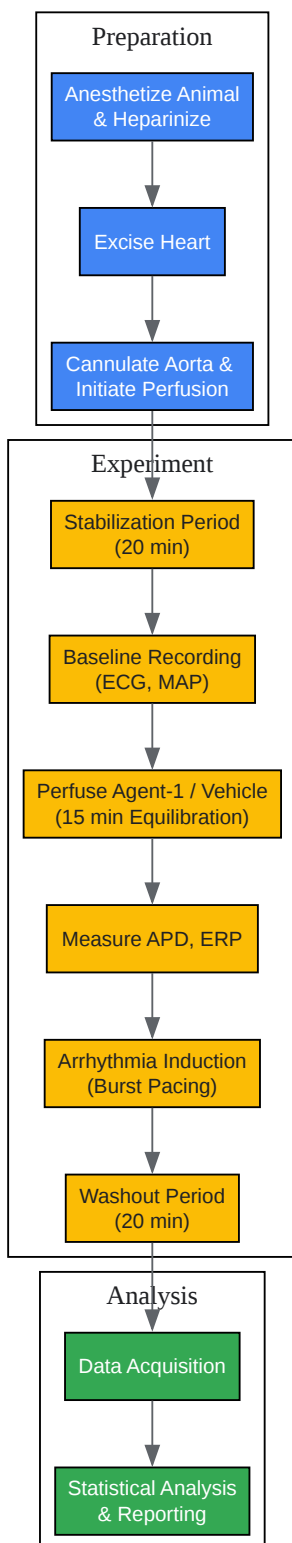 Preparation
Anesthetize Animal
& Heparinize
Excise Heart
Cannulate Aorta &
Initiate Perfusion
Experiment
Stabilization Period
(20 min)
Baseline Recording
(ECG, MAP)
Perfuse Agent-1 / Vehicle
(15 min Equilibration)
Measure APD, ERP
Arrhythmia Induction
(Burst Pacing)
Washout Period
(20 min)
Analysis
Data Acquisition
Statistical Analysis
& Reporting